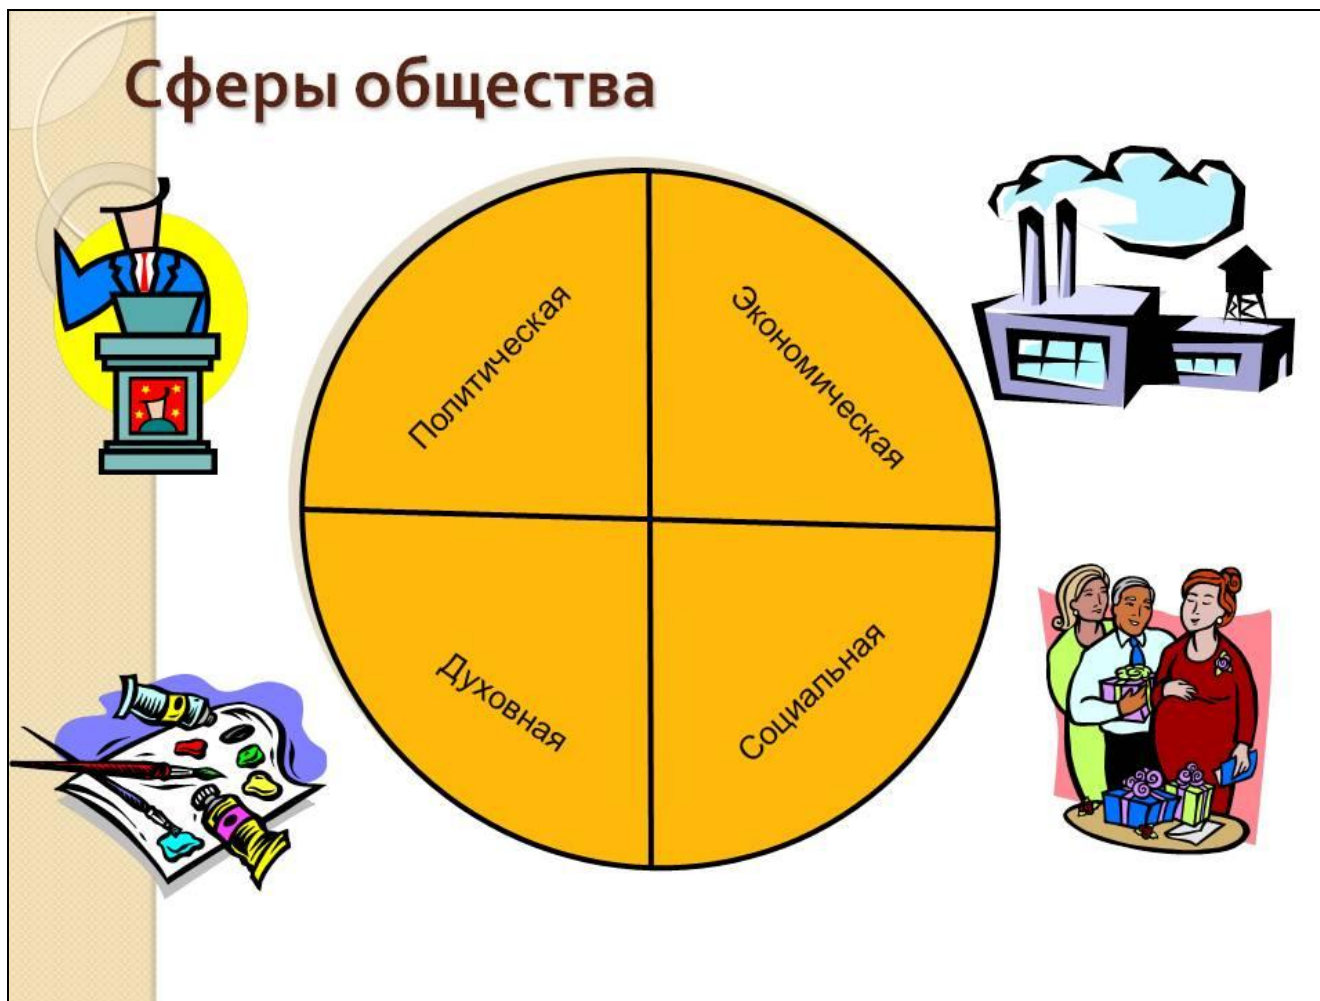 Сферы общества
Политическая
Экономическая
Духовная
Социальная